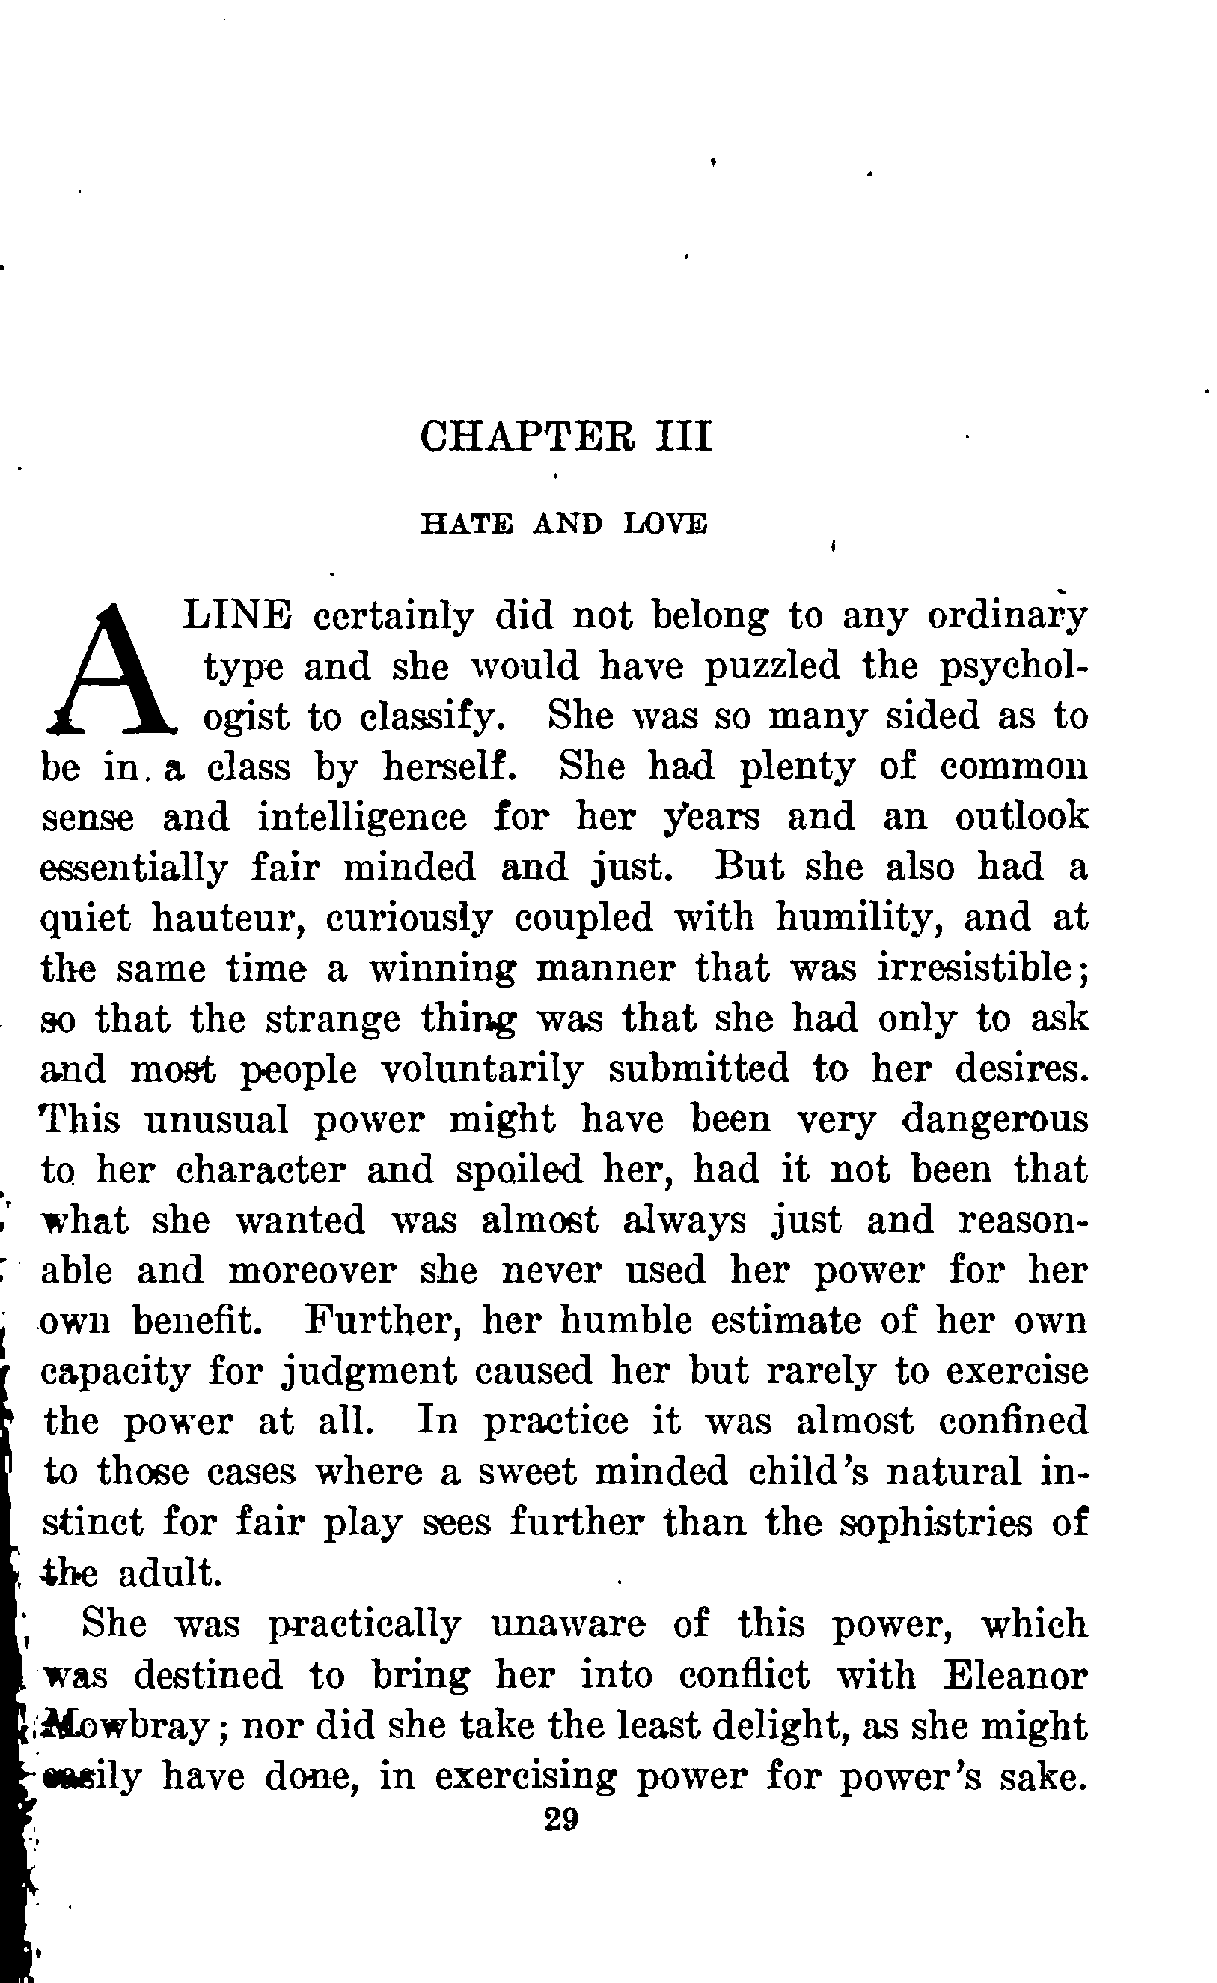 CHAPTER III
HATE AND LOVE
ALINE certainly did not belong to any ordinary
type and she would have puzzled the psychol-
ogist to classify. She was so many sided as to
be in a class by herself. She had plenty of common
sense and intelligence for her years and an outlook
essentially fair minded and just. But she also had a
quiet hauteur, curiously coupled with humility, and at
the same time a winning manner that was irresistible;
so that the strange thing was that she had only to ask
and most people voluntarily submitted to her desires.
This unusual power might have been very dangerous
to her character and spoiled her, had it not been that
what she wanted was almost always just and reason-
able and moreover she never used her power for her
own benefit. Further, her humble estimate of her own
capacity for judgment caused her but rarely to exercise
the power at all. In practice it was almost confined
to those cases where a sweet minded child's natural in-
stinct for fair play sees further than the sophistries of
the adult.
She was practically unaware of this power, which
was destined to bring her into conflict with Eleanor
Mowbray; nor did she take the least delight, as she might
easily have done, in exercising power for power's sake.
29